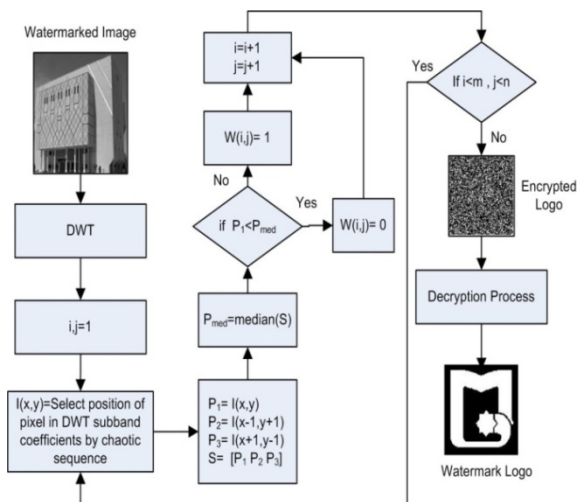 Watermarked Image
DWT
i,j=1
I(x,y)=Select position of
pixel in DWT subband
coefficients by chaotic
sequence
P₁= I(x,y)
P₂= I(x-1,y+1)
P₃= I(x+1,y-1)
S= [P₁ P₂ P₃]
Pmed=median(S)
if P₁<Pmed
No
Yes
W(i,j)= 1
W(i,j)= 0
i=i+1
j=j+1
Yes
If i<m , j<n
No
Encrypted
Logo
Decryption Process
Watermark Logo